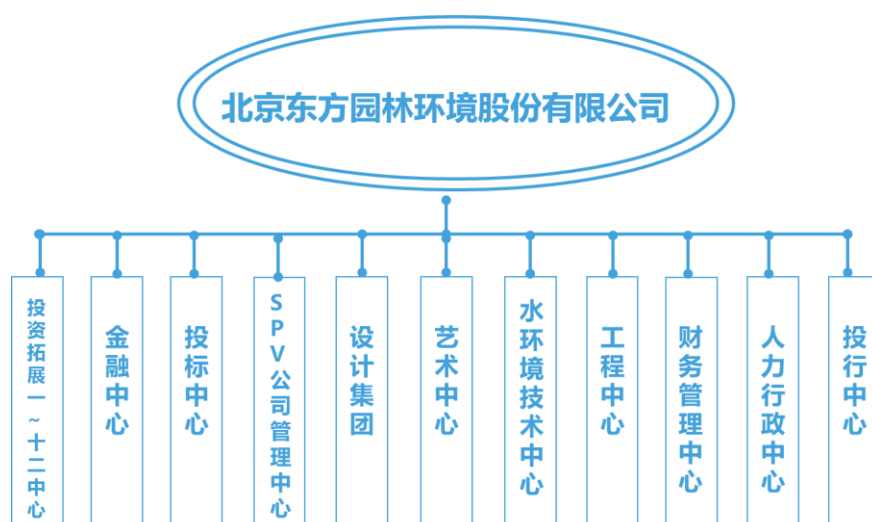 北京东方园林环境股份有限公司
投资拓展一~十二中心
金融中心
投标中心
SPV公司管理中心
设计集团
艺术中心
水环境技术中心
工程中心
财务管理中心
人力行政中心
投行中心